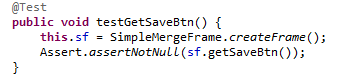 @Test
public void testGetSaveBtn() {
    this.sf = SimpleMergeFrame.createFrame();
    Assert.assertNotNull(sf.getSaveBtn());
}